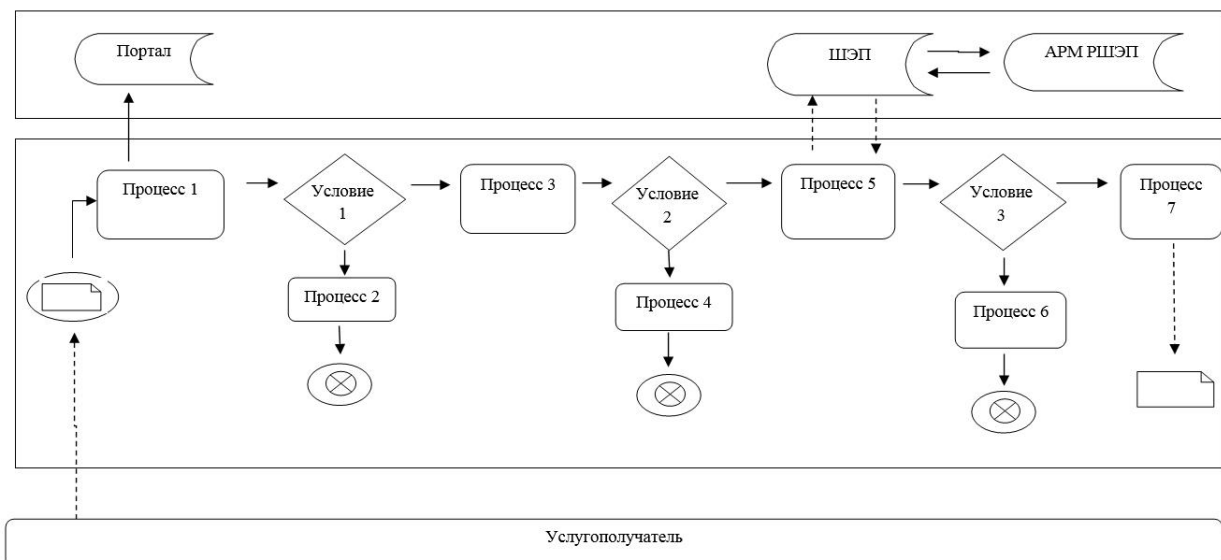 Портал
ШЭП
АРМ РШЭП
Процесс 1
Условие
1
Процесс 3
Условие
2
Процесс 5
Условие
3
Процесс
7
Процесс 2
Процесс 4
Процесс 6
Услугополучатель